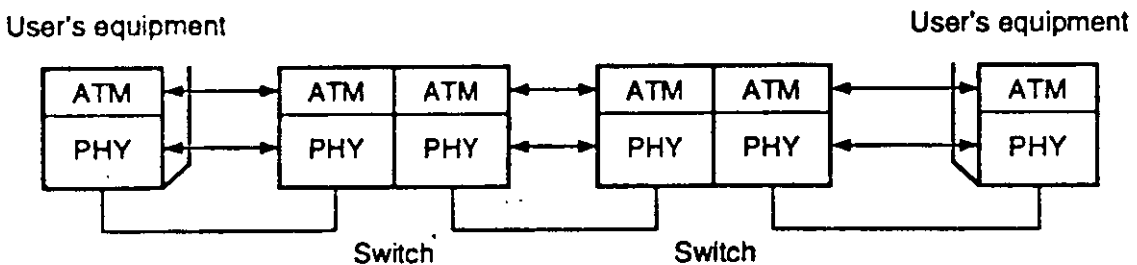 User's equipment User's equipment
ATM ATM ATM ATM ATM ATM
PHY PHY PHY PHY PHY PHY
Switch Switch